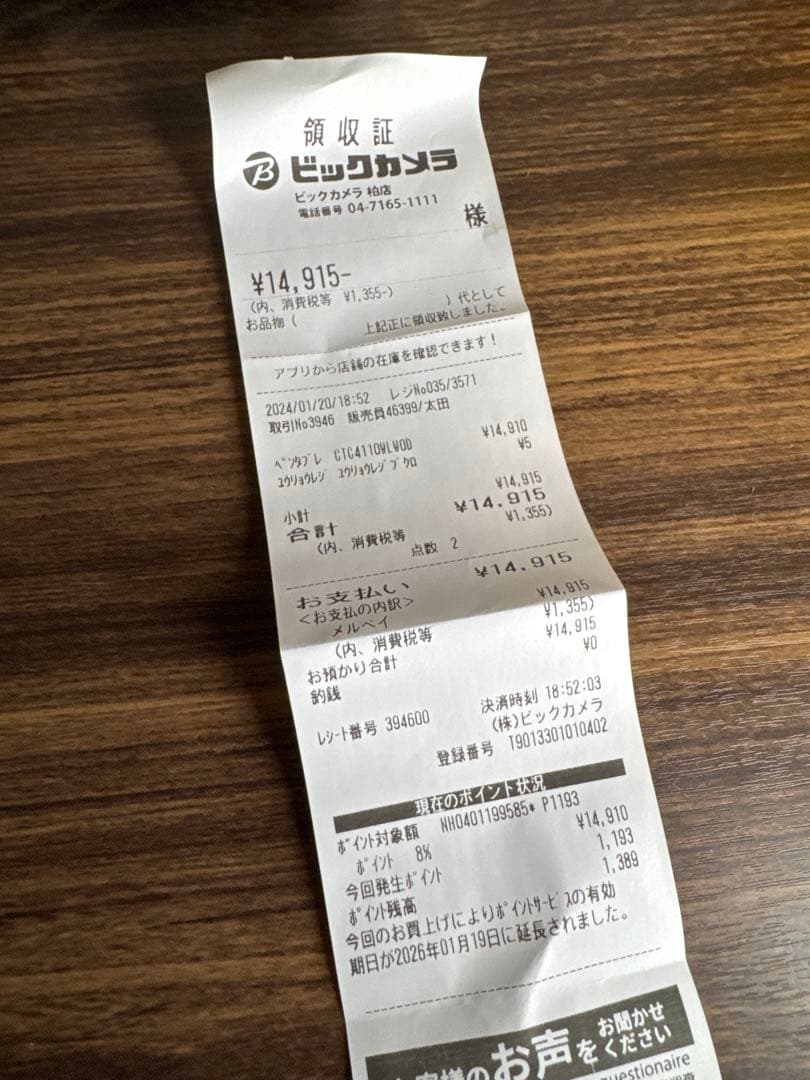 領収証
B ビックカメラ
ビックカメラ 柏店
電話番号 04-7165-1111
様
¥14,915-
(内、消費税等 ¥1,355-)
お品物( )代として
上記正に領収致しました。
アプリから店舗の在庫を確認できます!
2024/01/20/18:52 レジNo035/3571
取引No3946 販売員46399/太田
ﾍﾟﾝﾀﾌﾞﾚ CTC4110WLW0D ¥14,910
ﾕｳﾘｮｳﾚｼﾞ ﾕｳﾘｮｳﾚｼﾞﾌﾞｸﾛ ¥5
小計 ¥14,915
合計 ¥14,915
(内、消費税等 ¥1,355)
点数 2
お支払い ¥14,915
<お支払の内訳>
メルペイ ¥14,915
(内、消費税等 ¥1,355)
お預かり合計 ¥14,915
釣銭 ¥0
決済時刻 18:52:03
ﾚｼｰﾄ番号 394600 (株)ビックカメラ
登録番号 T9013301010402
現在のポイント状況
NH0401199585* P1193
ﾎﾟｲﾝﾄ対象額 ¥14,910
ﾎﾟｲﾝﾄ 8% 1,193
今回発生ﾎﾟｲﾝﾄ 1,389
ﾎﾟｲﾝﾄ残高
今回のお買上げによりﾎﾟｲﾝﾄｻｰﾋﾞｽの有効
期日が2026年01月19日に延長されました。
お客様のお声をお聞かせください
uestionaire